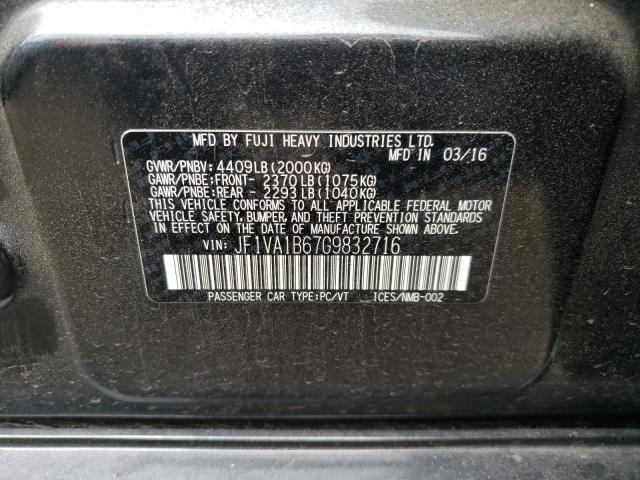 MFD BY FUJI HEAVY INDUSTRIES LTD.
MFD IN 03/16
GVWR/PNBV: 4409LB(2000KG)
GAWR/PNBE:FRONT- 2370LB(1075KG)
GAWR/PNBE:REAR - 2293LB(1040KG)
THIS VEHICLE CONFORMS TO ALL APPLICABLE FEDERAL MOTOR
VEHICLE SAFETY, BUMPER, AND THEFT PREVENTION STANDARDS
IN EFFECT ON THE DATE OF MANUFACTURE SHOWN ABOVE.
VIN: JF1VA1B67G9832716
PASSENGER CAR TYPE:PC/VT ICES/NMB-002